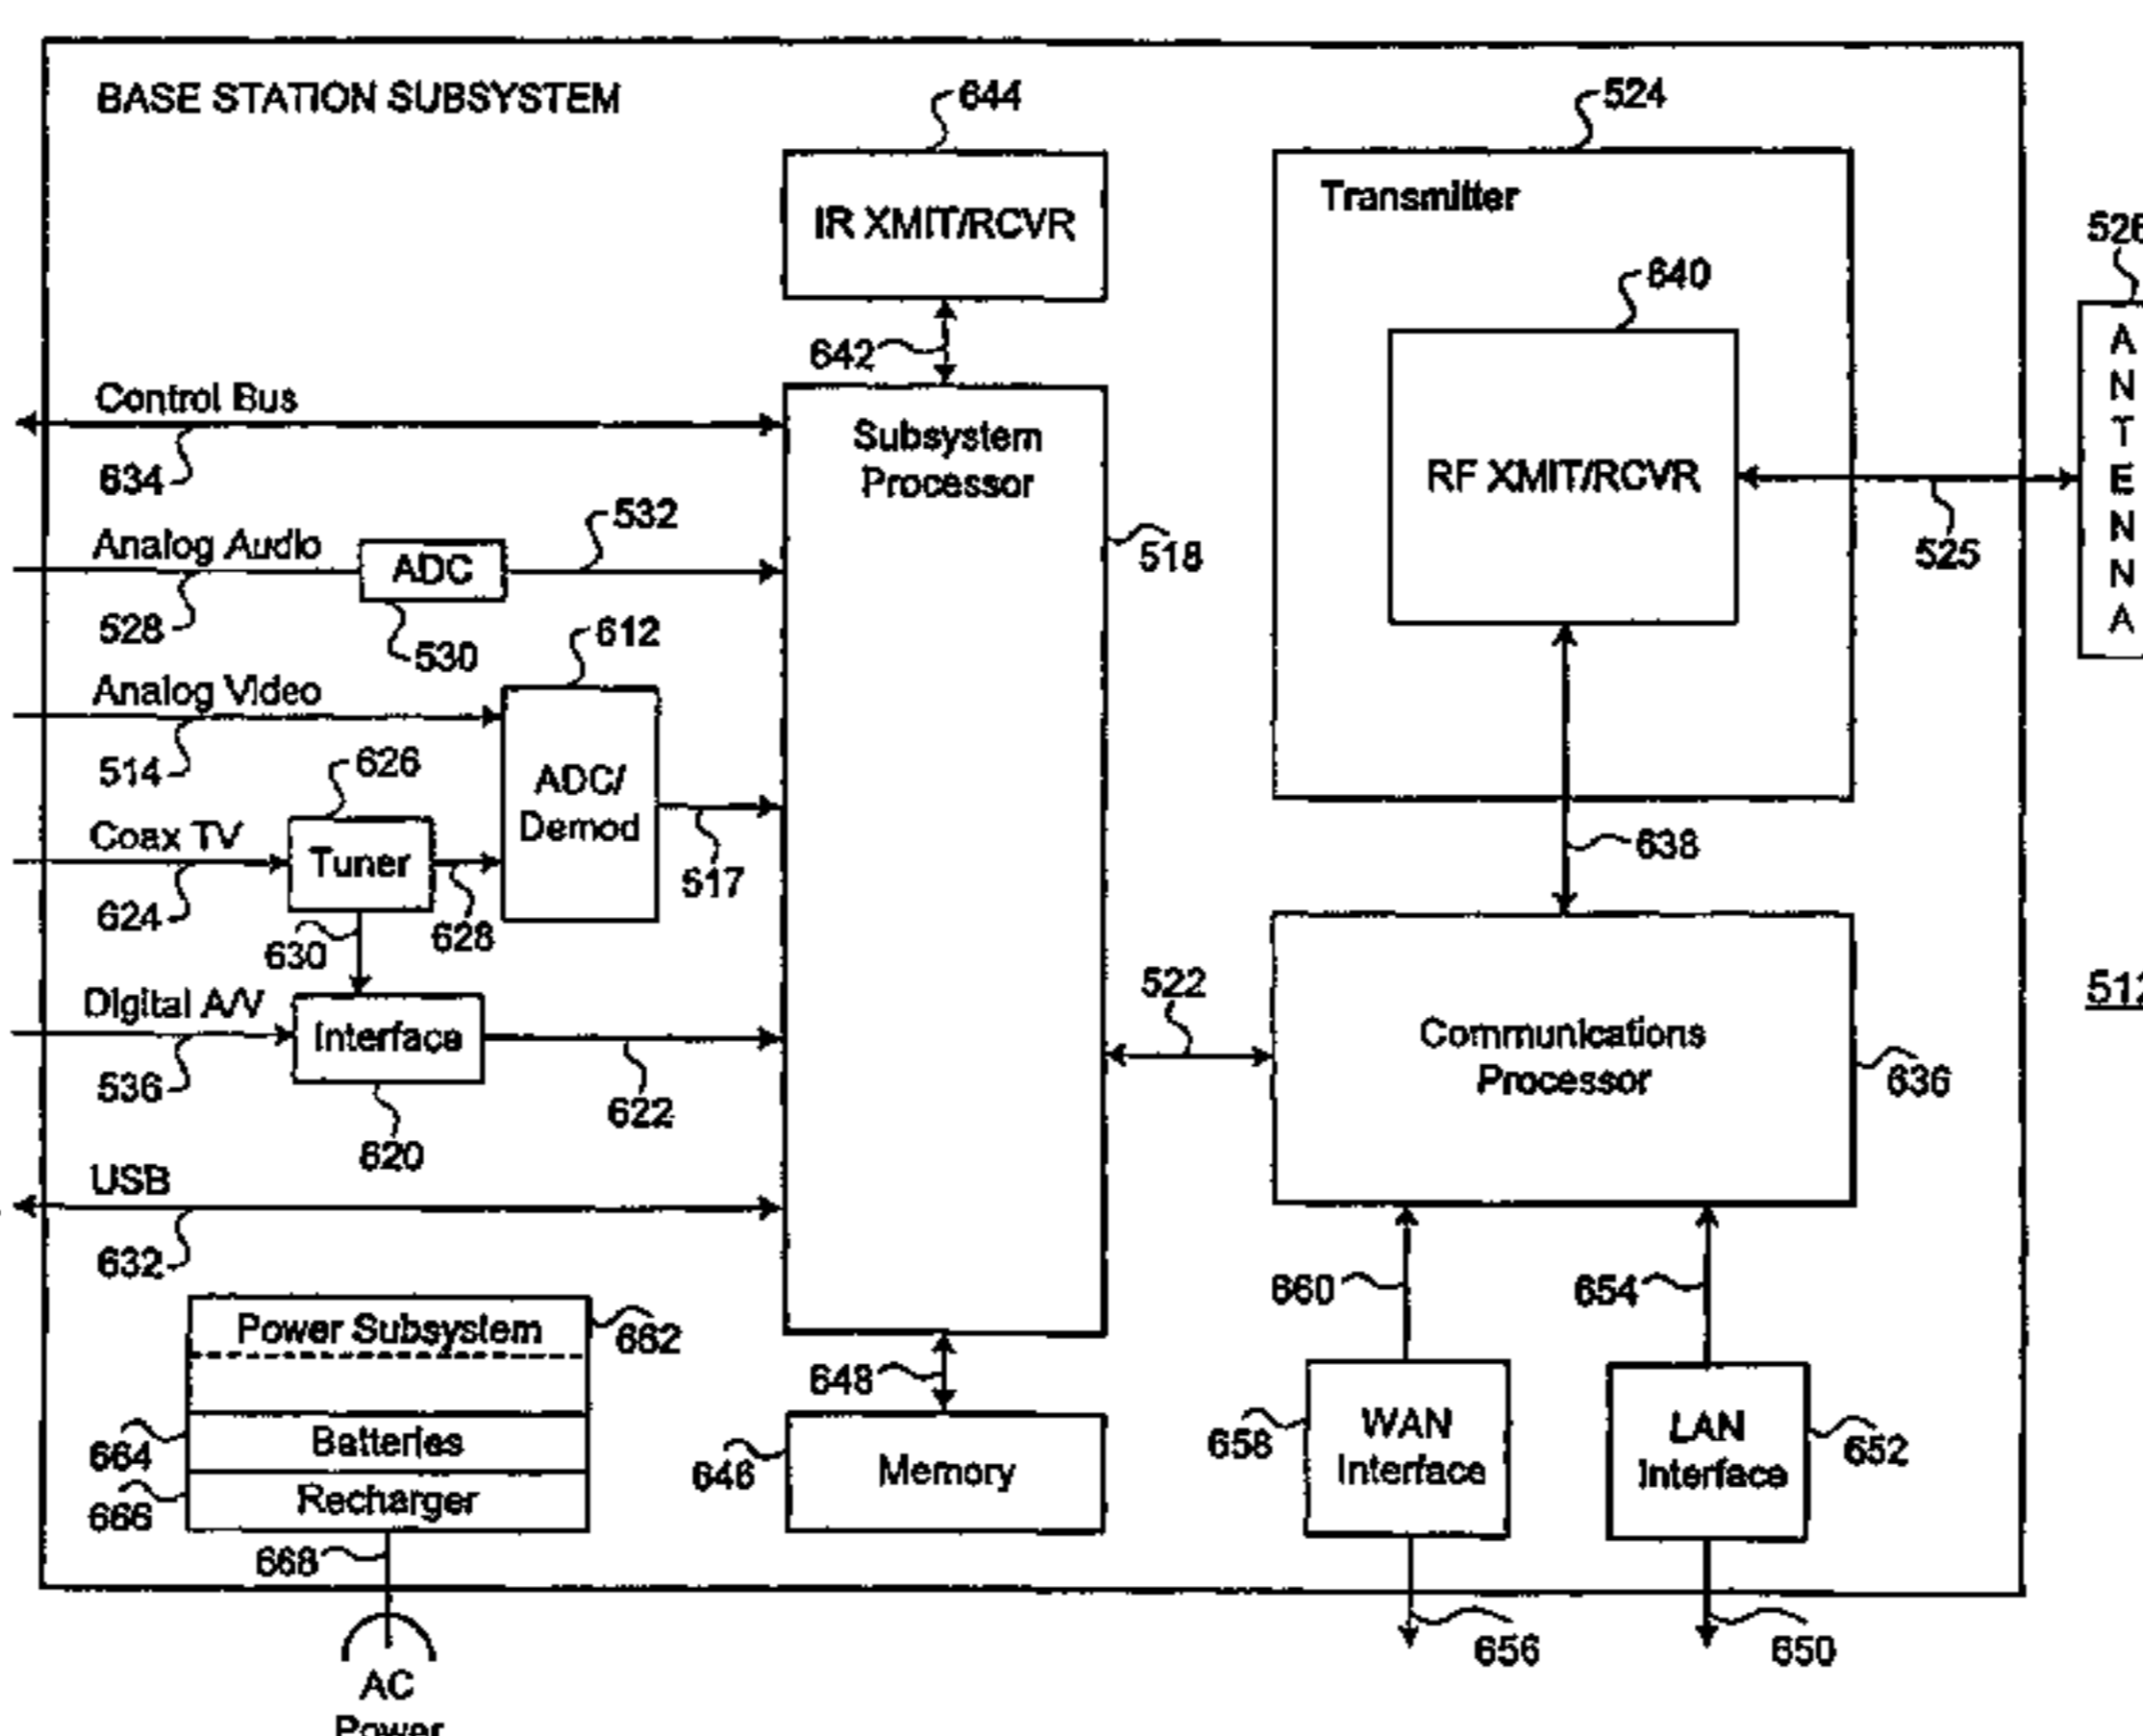 BASE STATION SUBSYSTEM
644
524
IR XMIT/RCVR
Transmitter
526
640
642
A
N
T
E
N
N
A
Control Bus
634
Subsystem
Processor
RF XMIT/RCVR
525
518
Analog Audio
ADC
532
528
530
612
Analog Video
514
626
ADC/
Demod
517
638
Coax TV
Tuner
624
630
628
Digital A/V
Interface
522
512
Communications
Processor
636
536
622
620
USB
632
660
654
Power Subsystem
662
648
664
Batteries
666
Recharger
646
Memory
658
WAN
Interface
LAN
Interface
652
668
656
650
AC
Power